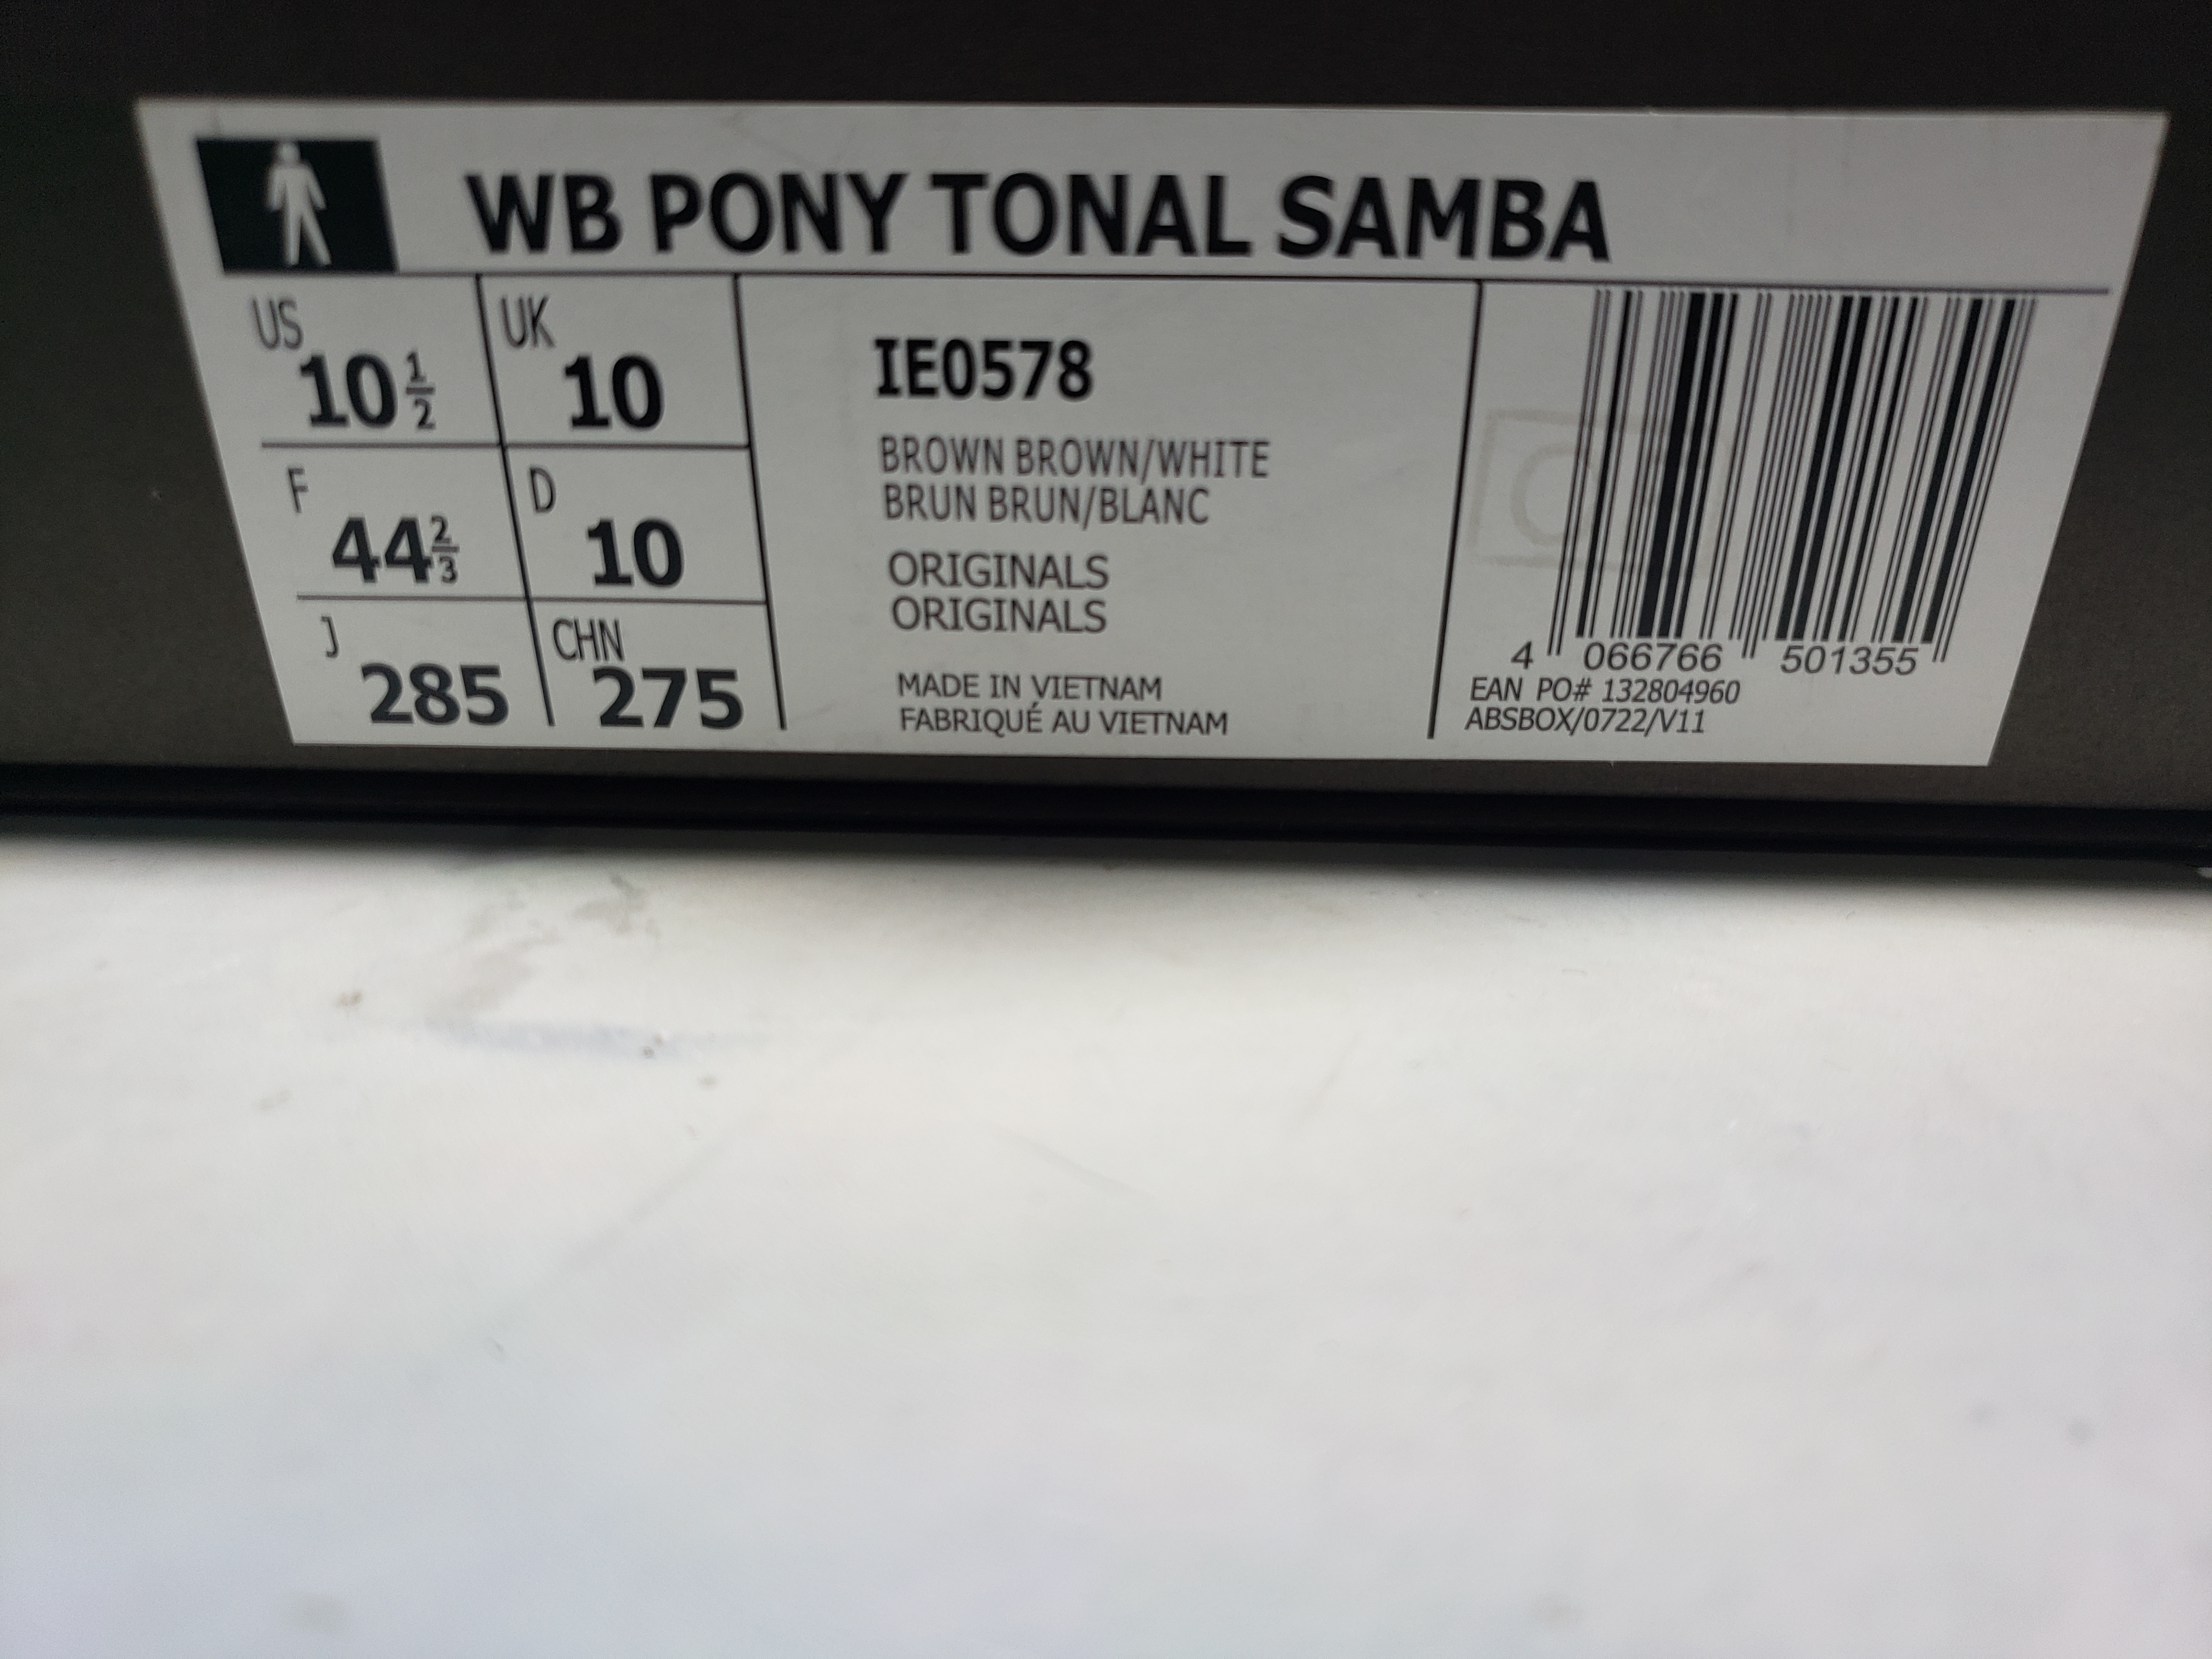 WB PONY TONAL SAMBA
US 10 1/2
UK 10
F 44 2/3
D 10
J 285
CHN 275
IE0578
BROWN BROWN/WHITE
BRUN BRUN/BLANC
ORIGINALS
ORIGINALS
MADE IN VIETNAM
FABRIQUÉ AU VIETNAM
4 066766 501355
EAN PO# 132804960
ABSBOX/0722/V11